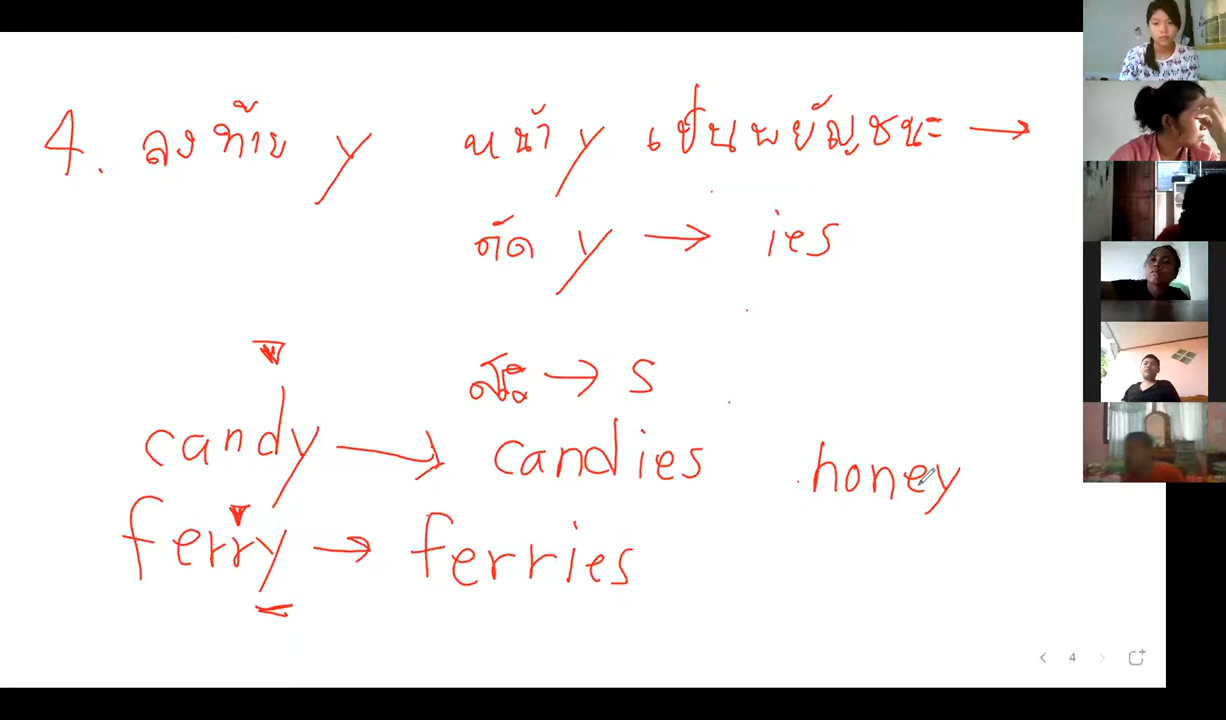 4. ลงท้าย y หน้า y เป็นพยัญชนะ →
ตัด y → ies
สระ → s
candy → candies honey
ferry → ferries
4